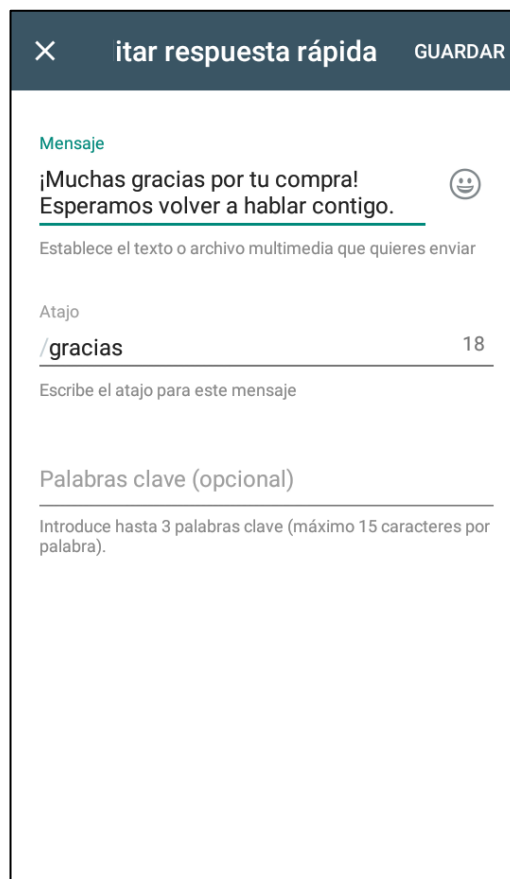 itar respuesta rápida GUARDAR
Mensaje
¡Muchas gracias por tu compra!
Esperamos volver a hablar contigo.
Establece el texto o archivo multimedia que quieres enviar
Atajo
/gracias 18
Escribe el atajo para este mensaje
Palabras clave (opcional)
Introduce hasta 3 palabras clave (máximo 15 caracteres por
palabra).